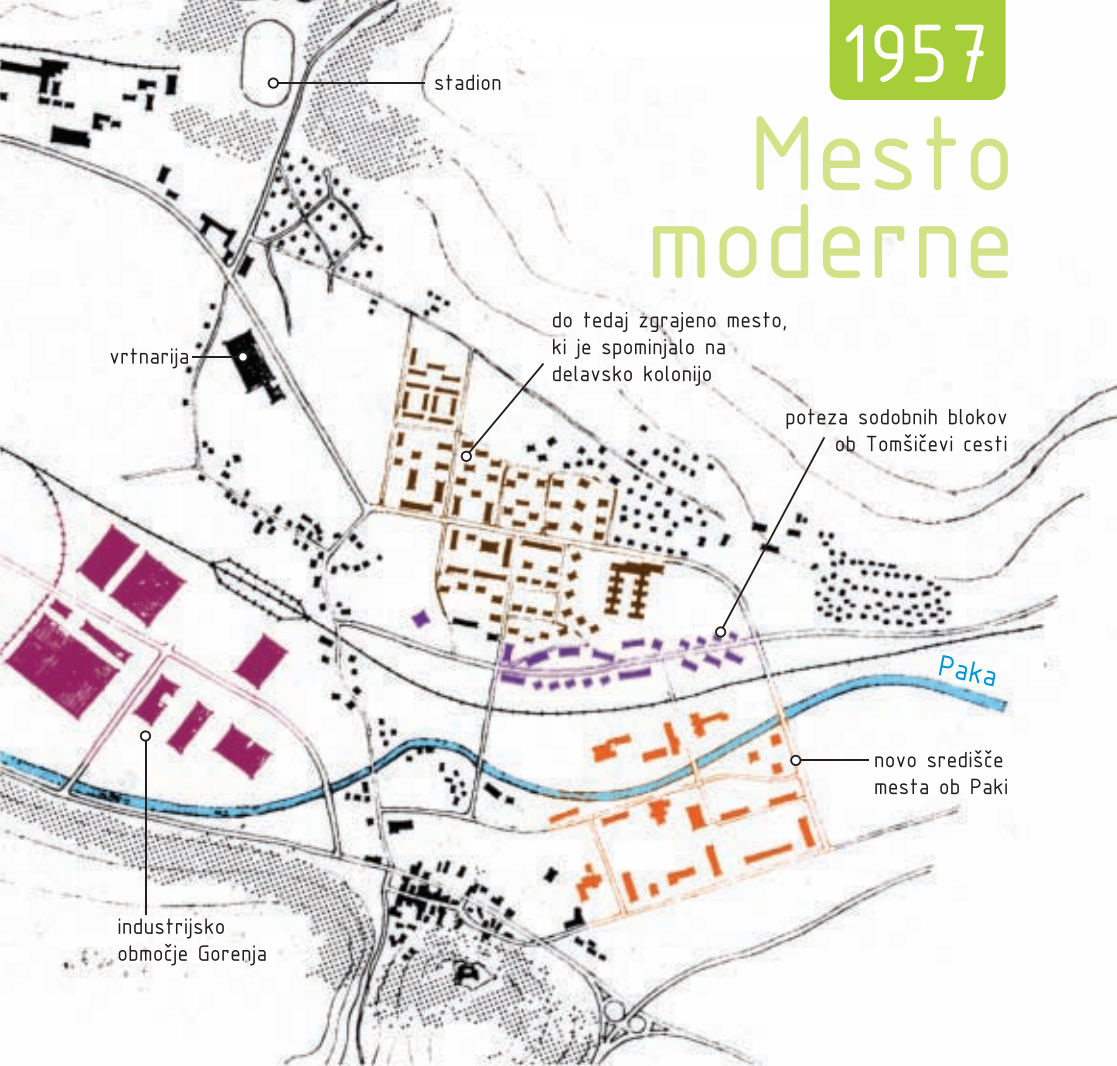 1957
Mesto
moderne
stadion
do tedaj zgrajeno mesto,
ki je spominjalo na
delavsko kolonijo
vrtnarija
poteza sodobnih blokov
ob Tomšičevi cesti
Paka
novo središče
mesta ob Paki
industrijsko
območje Gorenja